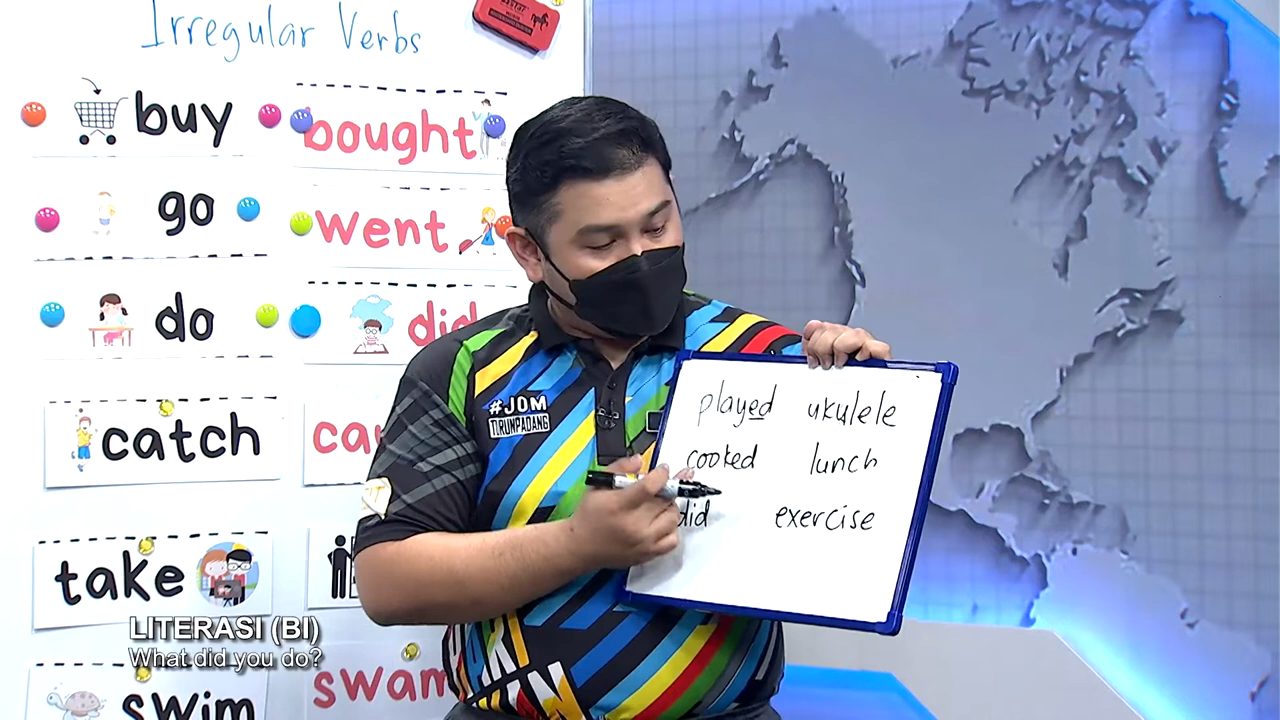 Irregular Verbs
buy bought
go went
do did
catch
take
swim swam
#JOM
played ukulele
cooked lunch
did exercise
LITERASI (BI)
What did you do?